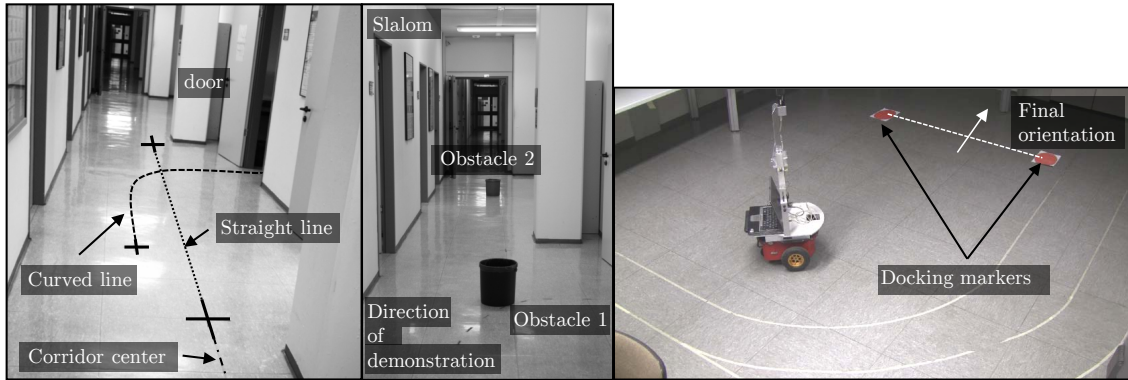 door
Straight line
Curved line
Corridor center
Slalom
Obstacle 2
Obstacle 1
Direction
of
demonstration
Final
orientation
Docking markers